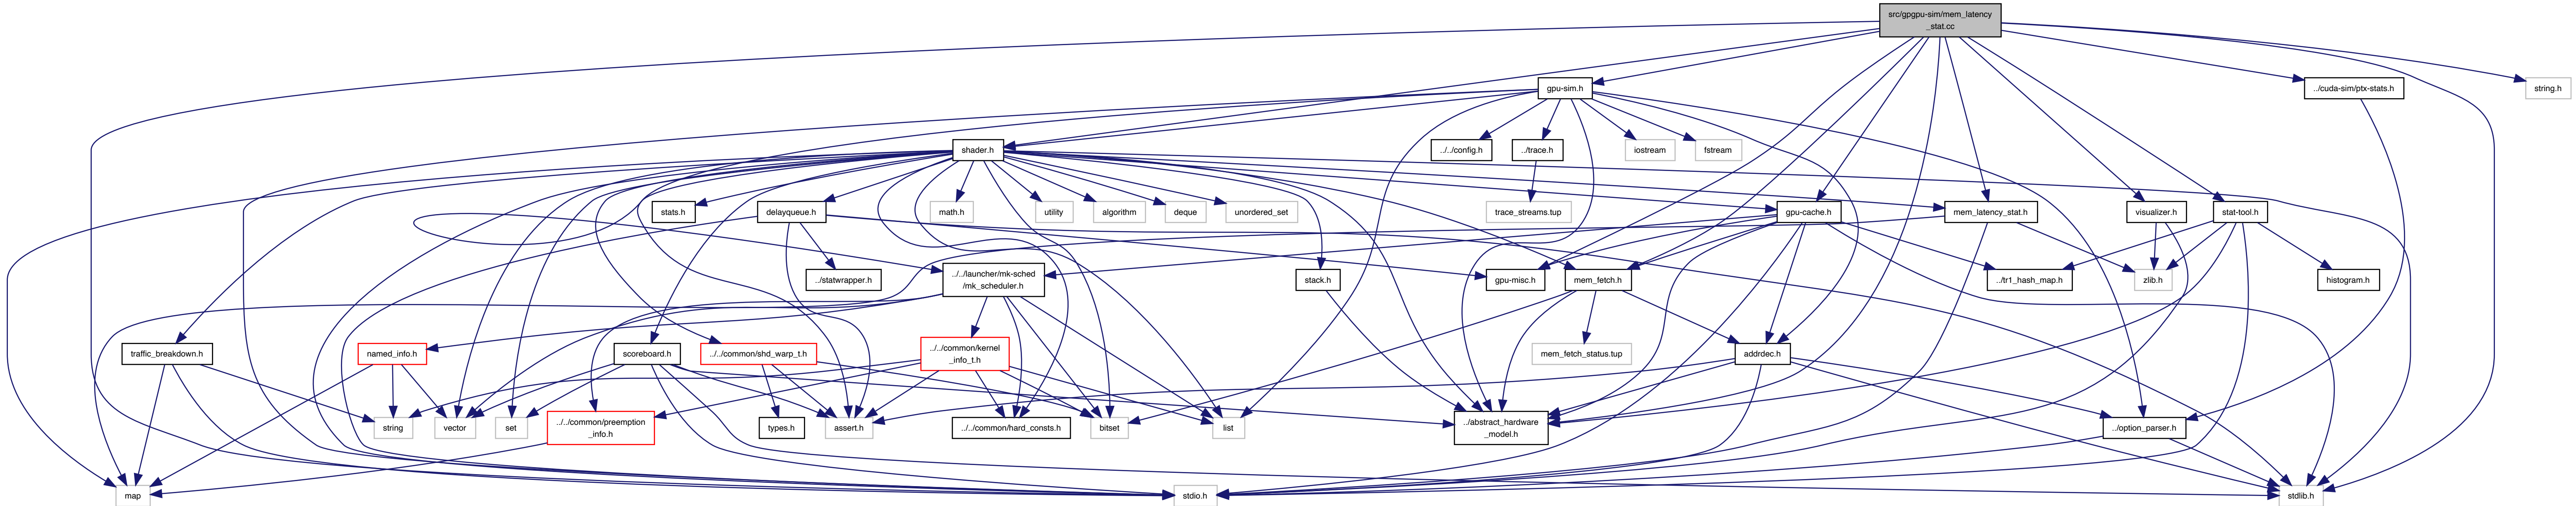 src/gpgpu-sim/mem_latency
_stat.cc
gpu-sim.h
../cuda-sim/ptx-stats.h
string.h
shader.h
../../config.h
../trace.h
iostream
fstream
stats.h
delayqueue.h
math.h
utility
algorithm
deque
unordered_set
trace_streams.tup
gpu-cache.h
mem_latency_stat.h
visualizer.h
stat-tool.h
../statwrapper.h
../../launcher/mk-sched
/mk_scheduler.h
stack.h
gpu-misc.h
mem_fetch.h
../tr1_hash_map.h
zlib.h
histogram.h
traffic_breakdown.h
named_info.h
scoreboard.h
../../common/shd_warp_t.h
../../common/kernel
_info_t.h
mem_fetch_status.tup
addrdec.h
string
vector
set
../../common/preemption
_info.h
types.h
assert.h
../../common/hard_consts.h
bitset
list
../abstract_hardware
_model.h
../option_parser.h
map
stdio.h
stdlib.h